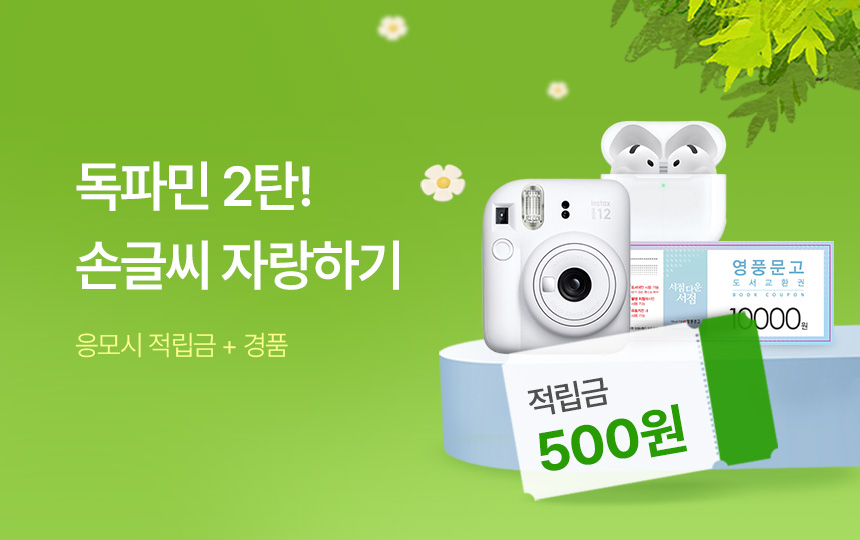 독파민 2탄!
손글씨 자랑하기
응모시 적립금 + 경품
instax
mini 12
서점다운
서점
영풍문고
도서교환권
BOOK COUPON
10000원
적립금
500원